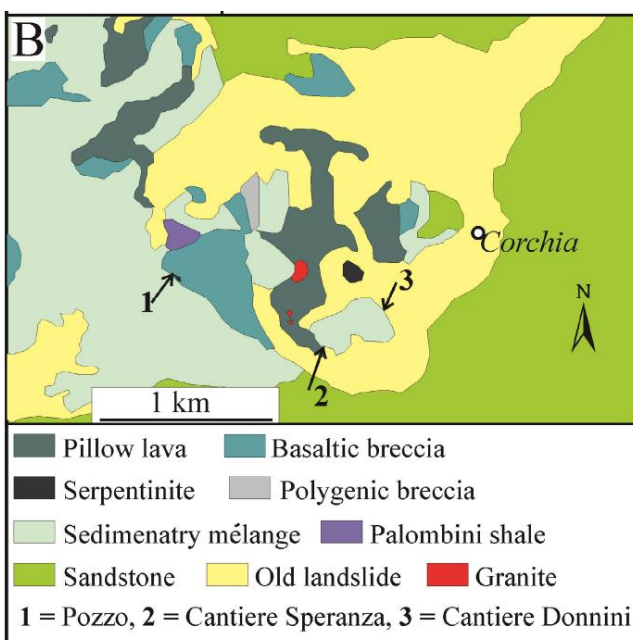 B
Corchia
3
1
N
2
1 km
Pillow lava Basaltic breccia
Serpentinite Polygenic breccia
Sedimenatry mélange Palombini shale
Sandstone Old landslide Granite
1 = Pozzo, 2 = Cantiere Speranza, 3 = Cantiere Donnini